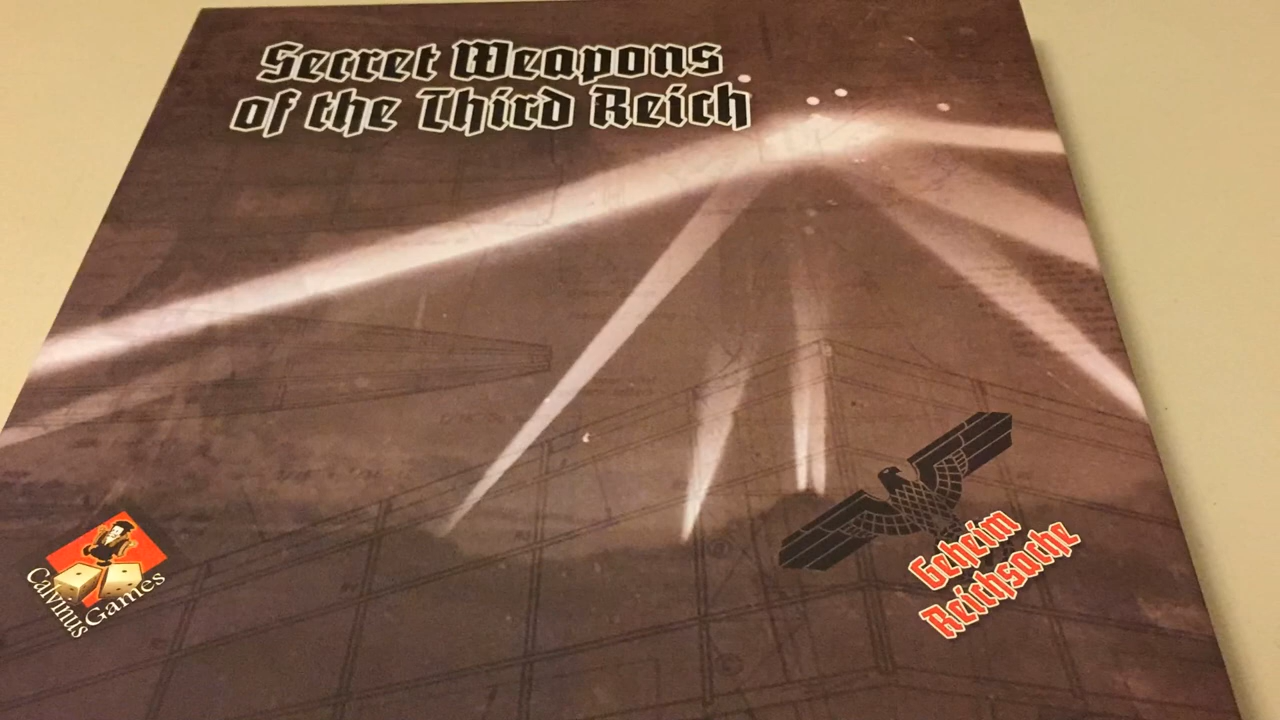 Secret Weapons
of the Third Reich
Geheim
Reichsache
Calvinus
Games